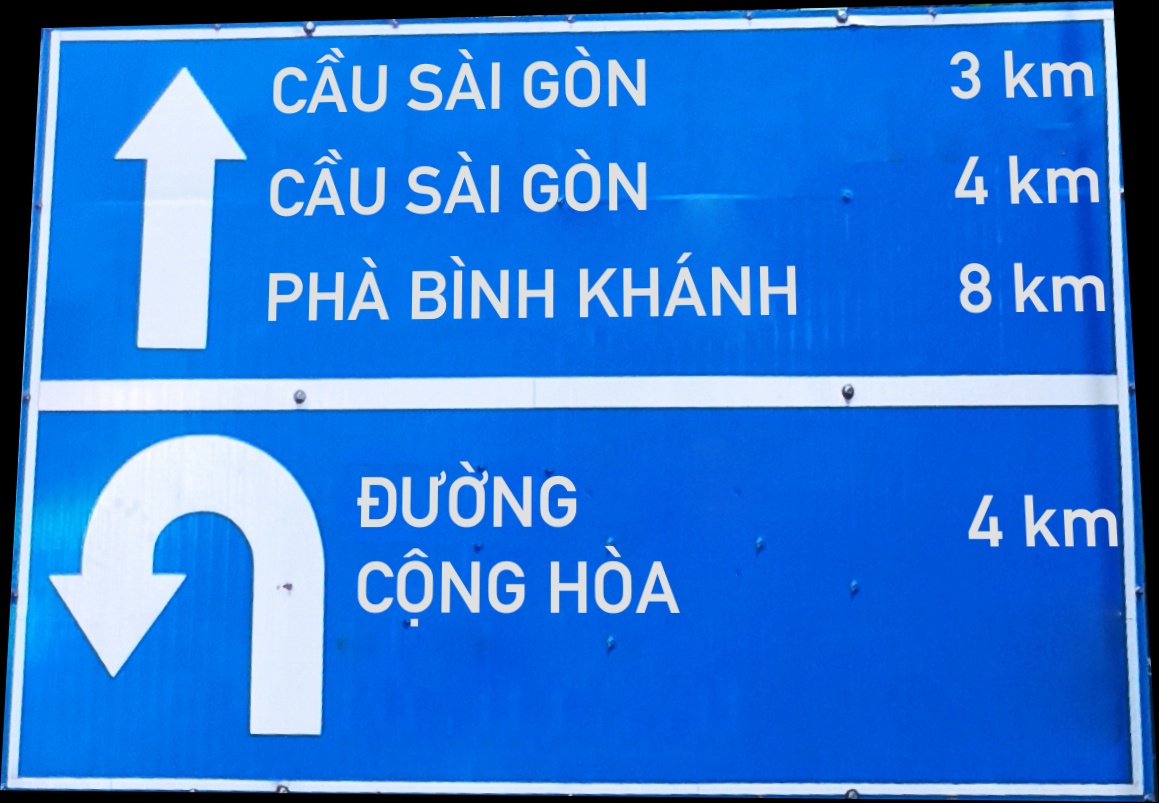 CẦU SÀI GÒN 3 km
CẦU SÀI GÒN 4 km
PHÀ BÌNH KHÁNH 8 km
ĐƯỜNG 4 km
CỘNG HÒA